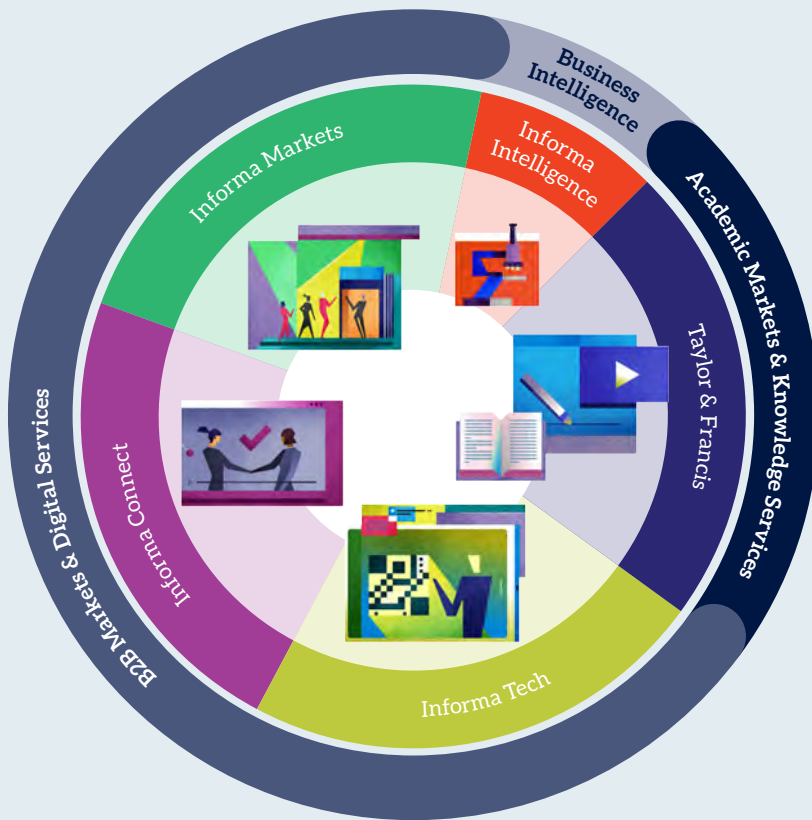 Business
Intelligence
Informa Markets
Informa
Intelligence
Academic Markets & Knowledge Services
Taylor & Francis
B2B Markets & Digital Services
Informa Connect
Informa Tech